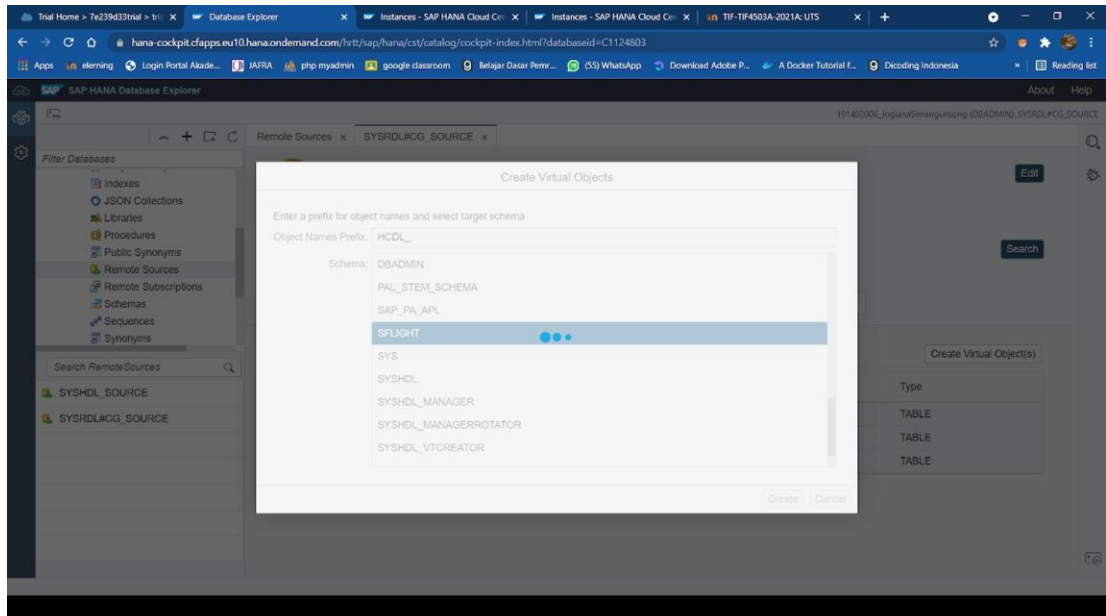 Trial Home > 7e239d33trial > tri
Database Explorer
Instances - SAP HANA Cloud Cen
Instances - SAP HANA Cloud Cen
TIF-TIF4503A-2021A: UTS
hana-cockpit.cfapps.eu10.hana.ondemand.com/hrtt/sap/hana/cst/catalog/cockpit-index.html?databaseid=C1124803
Apps
elerning
Login Portal Akade...
JAFRA
php myadmin
google classroom
Belajar Dasar Pemr...
(55) WhatsApp
Download Adobe P...
A Docker Tutorial f...
Dicoding Indonesia
»
Reading list
SAP SAP HANA Database Explorer
About Help
191402006_JogianaSimangunsong (DBADMIN): SYSRDL#CG_SOURCE
Remote Sources
SYSRDL#CG_SOURCE
Filter Databases
Indexes
JSON Collections
Libraries
Procedures
Public Synonyms
Remote Sources
Remote Subscriptions
Schemas
Sequences
Synonyms
Search RemoteSources
SYSHDL_SOURCE
SYSRDL#CG_SOURCE
Edit
Search
Create Virtual Objects
Enter a prefix for object names and select target schema
Object Names Prefix: HCDL_
Schema: DBADMIN
PAL_STEM_SCHEMA
SAP_PA_APL
SFLIGHT
SYS
SYSHDL
SYSHDL_MANAGER
SYSHDL_MANAGERROTATOR
SYSHDL_VTCREATOR
Create Cancel
Create Virtual Object(s)
Type
TABLE
TABLE
TABLE